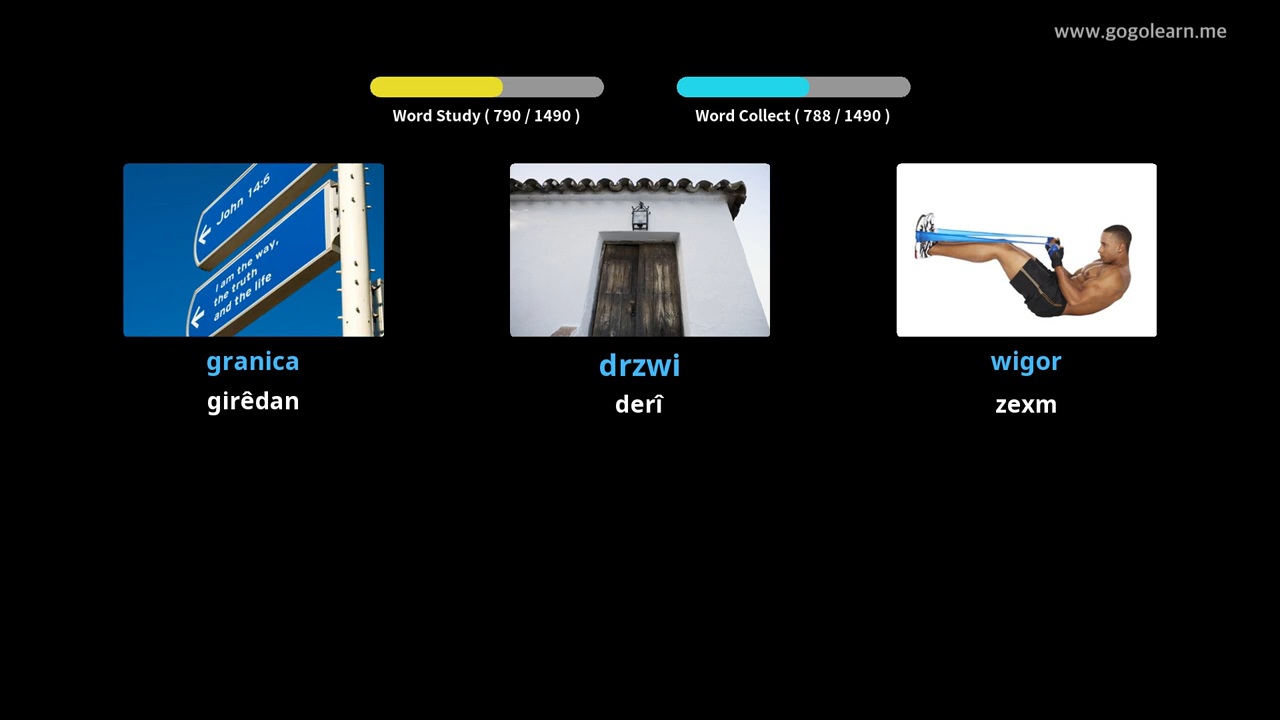 www.gogolearn.me
Word Study ( 790 / 1490 )
Word Collect ( 788 / 1490 )
John 14:6
I am the way,
the truth
and the life
granica
drzwi
wigor
girêdan
derî
zexm